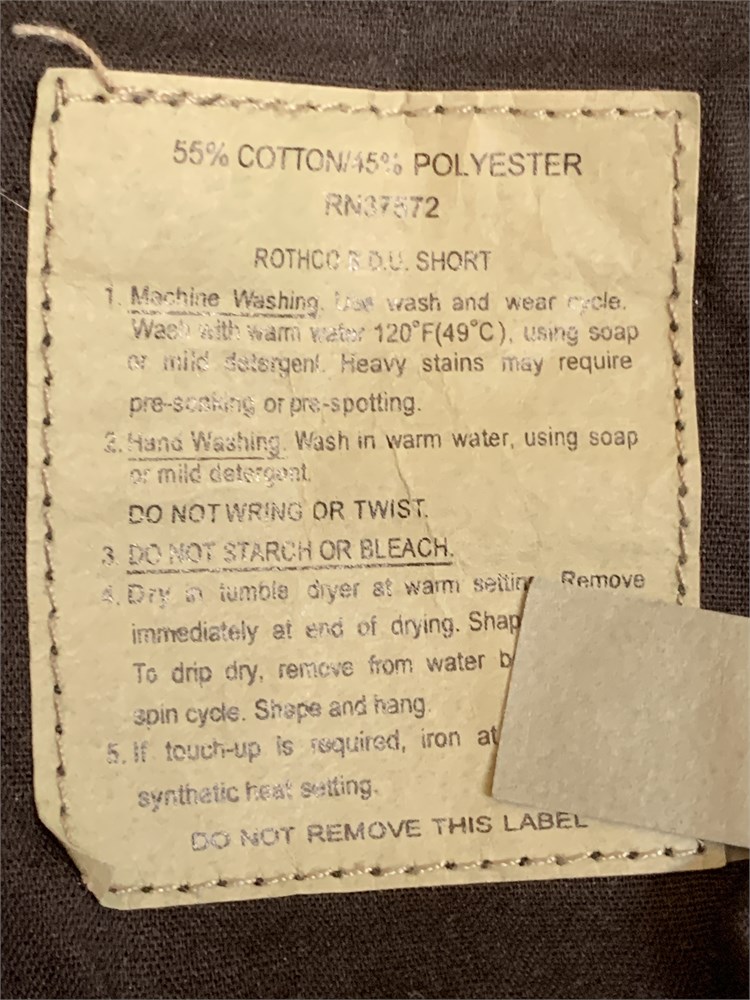 55% COTTON/45% POLYESTER
RN37572
ROTHCO B.D.U. SHORT
1. Machine Washing. Use wash and wear cycle.
Wash with warm water 120°F(49°C), using soap
or mild detergent. Heavy stains may require
pre-soaking or pre-spotting.
2. Hand Washing. Wash in warm water, using soap
or mild detergent.
DO NOT WRING OR TWIST.
3. DO NOT STARCH OR BLEACH.
4. Dry in tumble dryer at warm setting. Remove
immediately at end of drying.
To drip dry, remove from water
spin cycle. Shape and hang.
5. If touch-up is required, iron at
synthetic heat setting.
DO NOT REMOVE THIS LABEL